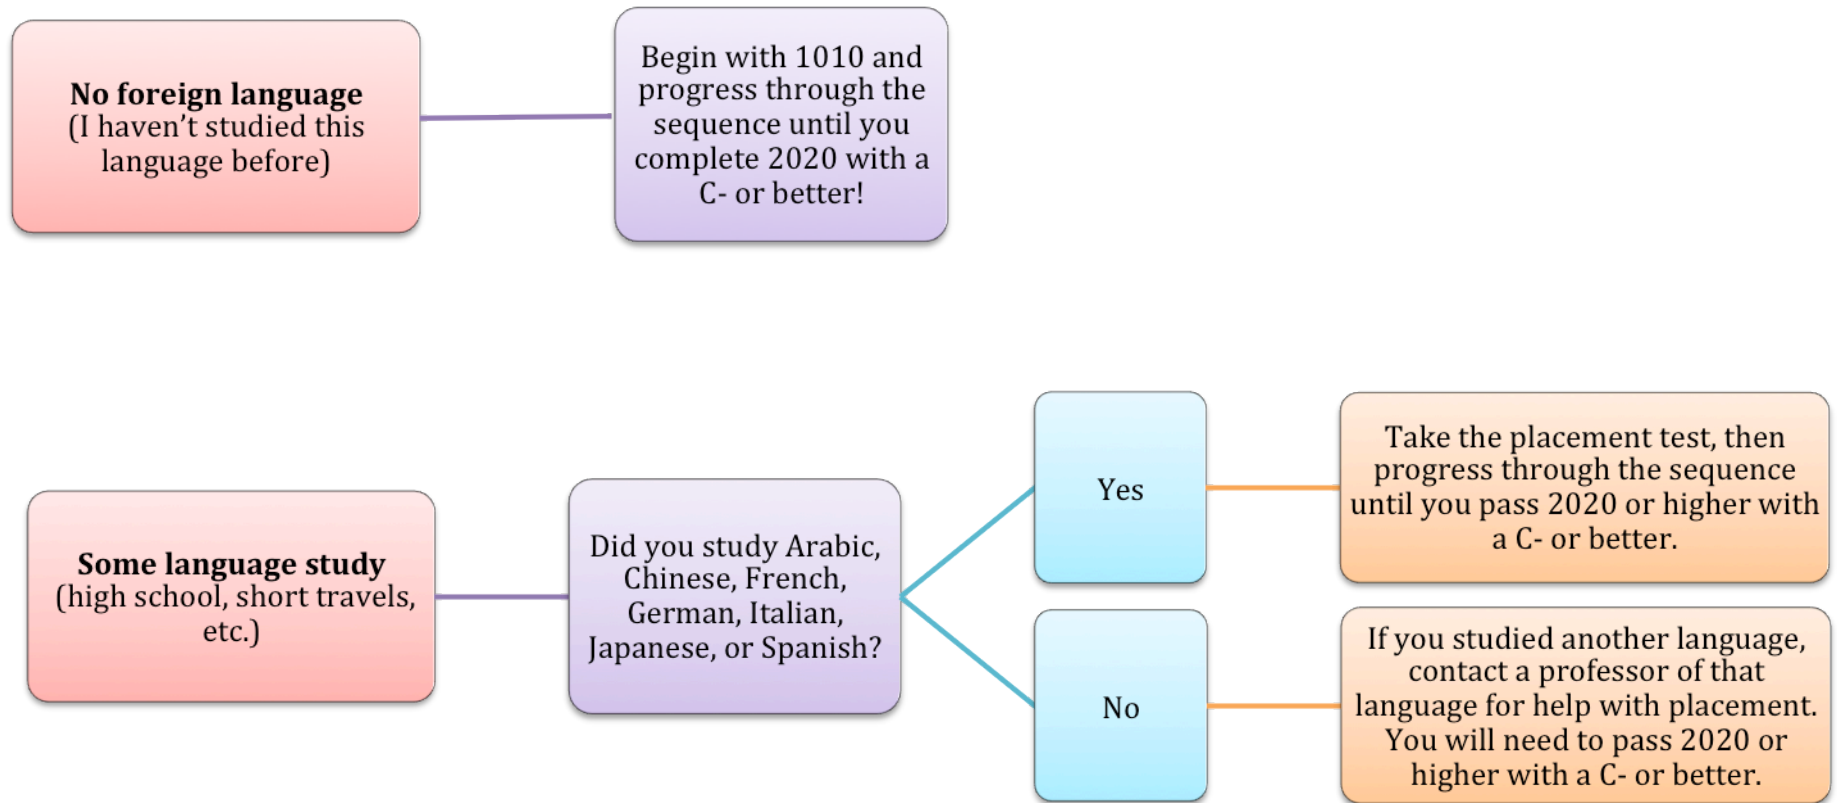 No foreign language
(I haven’t studied this
language before)
Begin with 1010 and
progress through the
sequence until you
complete 2020 with a
C- or better!
Some language study
(high school, short travels,
etc.)
Did you study Arabic,
Chinese, French,
German, Italian,
Japanese, or Spanish?
Yes
Take the placement test, then
progress through the sequence
until you pass 2020 or higher with
a C- or better.
No
If you studied another language,
contact a professor of that
language for help with placement.
You will need to pass 2020 or
higher with a C- or better.